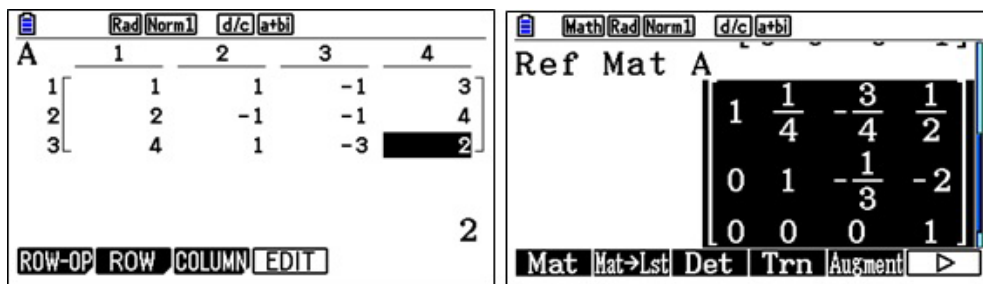 Rad Norm1 d/c a+bi
A 1 2 3 4
1 1 1 -1 3
2 2 -1 -1 4
3 4 1 -3 2
2
ROW-OP ROW COLUMN EDIT
Math Rad Norm1 d/c a+bi
Ref Mat A
1 1/4 -3/4 1/2
0 1 -1/3 -2
0 0 0 1
Mat Mat→Lst Det Trn Augment ▷